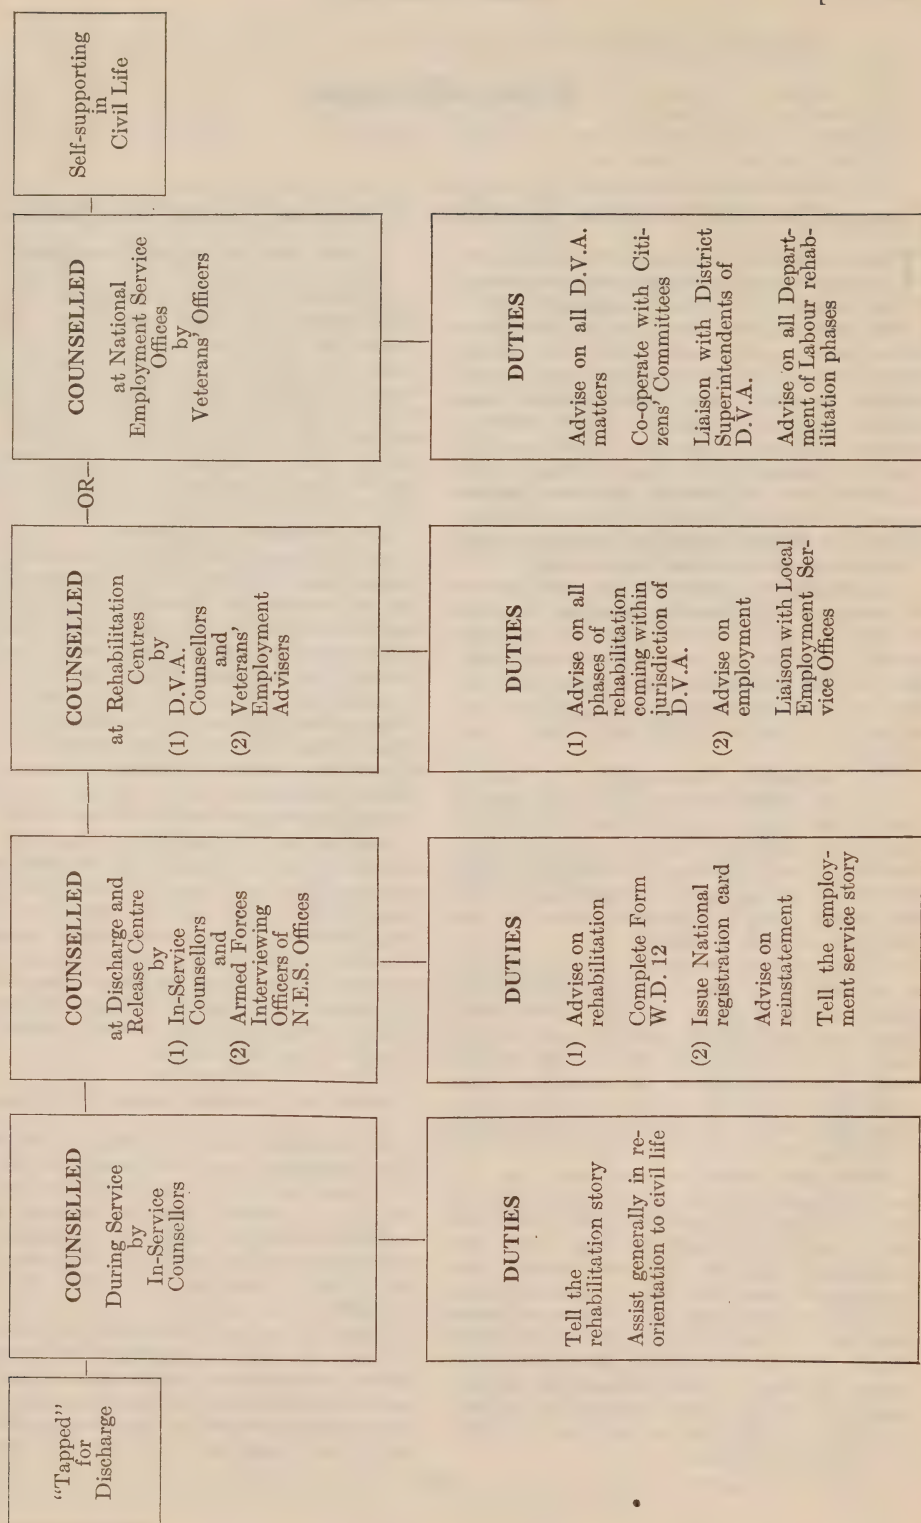 "Tapped"
for
Discharge
COUNSELLED
During Service
by
In-Service
Counsellors
DUTIES
Tell the
rehabilitation story
Assist generally in re-
orientation to civil life
COUNSELLED
at Discharge and
Release Centre
by
(1) In-Service
Counsellors
and
(2) Armed Forces
Interviewing
Officers of
N.E.S. Offices
DUTIES
(1) Advise on
rehabilitation
Complete Form
W.D. 12
(2) Issue National
registration card
Advise on
reinstatement
Tell the employ-
ment service story
COUNSELLED
at Rehabilitation
Centres
by
(1) D.V.A.
Counsellors
and
(2) Veterans'
Employment
Advisers
DUTIES
(1) Advise on all
phases of
rehabilitation
coming within
jurisdiction of
D.V.A.
(2) Advise on
employment
Liaison with Local
Employment Ser-
vice Offices
—OR—
COUNSELLED
at National
Employment Service
Offices
by
Veterans' Officers
DUTIES
Advise on all D.V.A.
matters
Co-operate with Citi-
zens' Committees
Liaison with District
Superintendents of
D.V.A.
Advise on all Depart-
ment of Labour rehab-
ilitation phases
Self-supporting
in
Civil Life